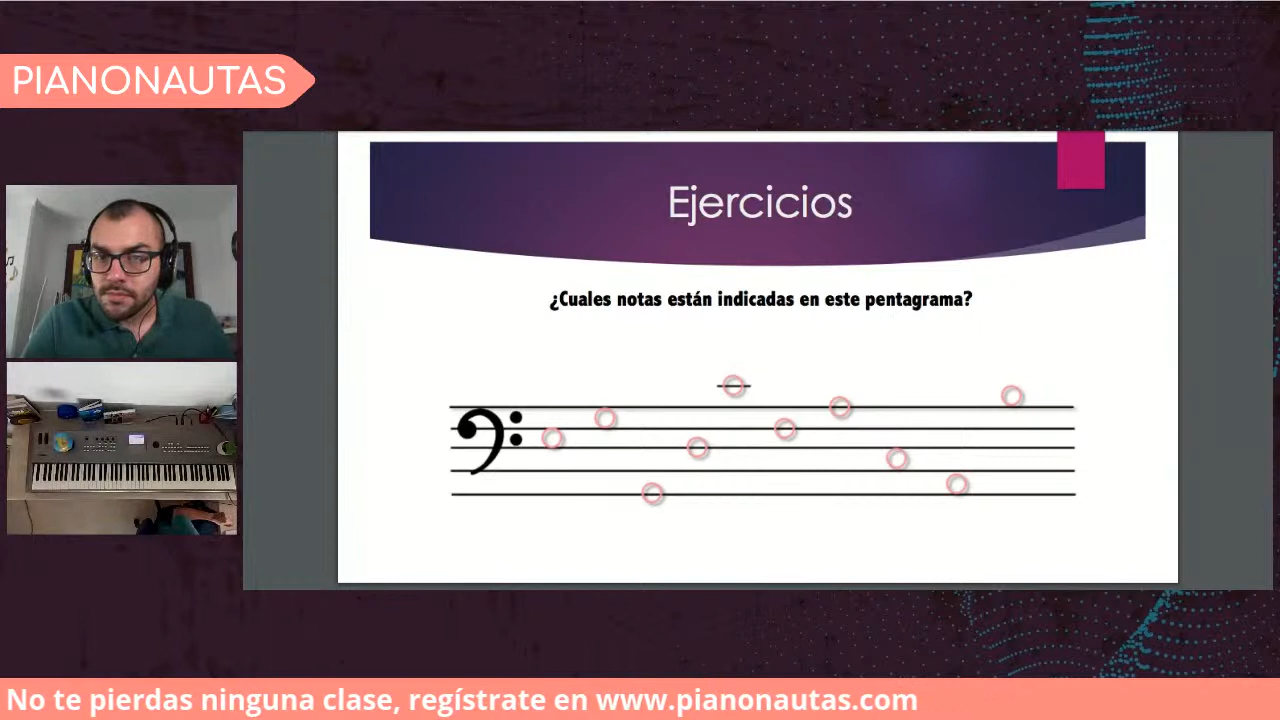 PIANONAUTAS
Ejercicios
¿Cuales notas están indicadas en este pentagrama?
No te pierdas ninguna clase, regístrate en www.pianonautas.com